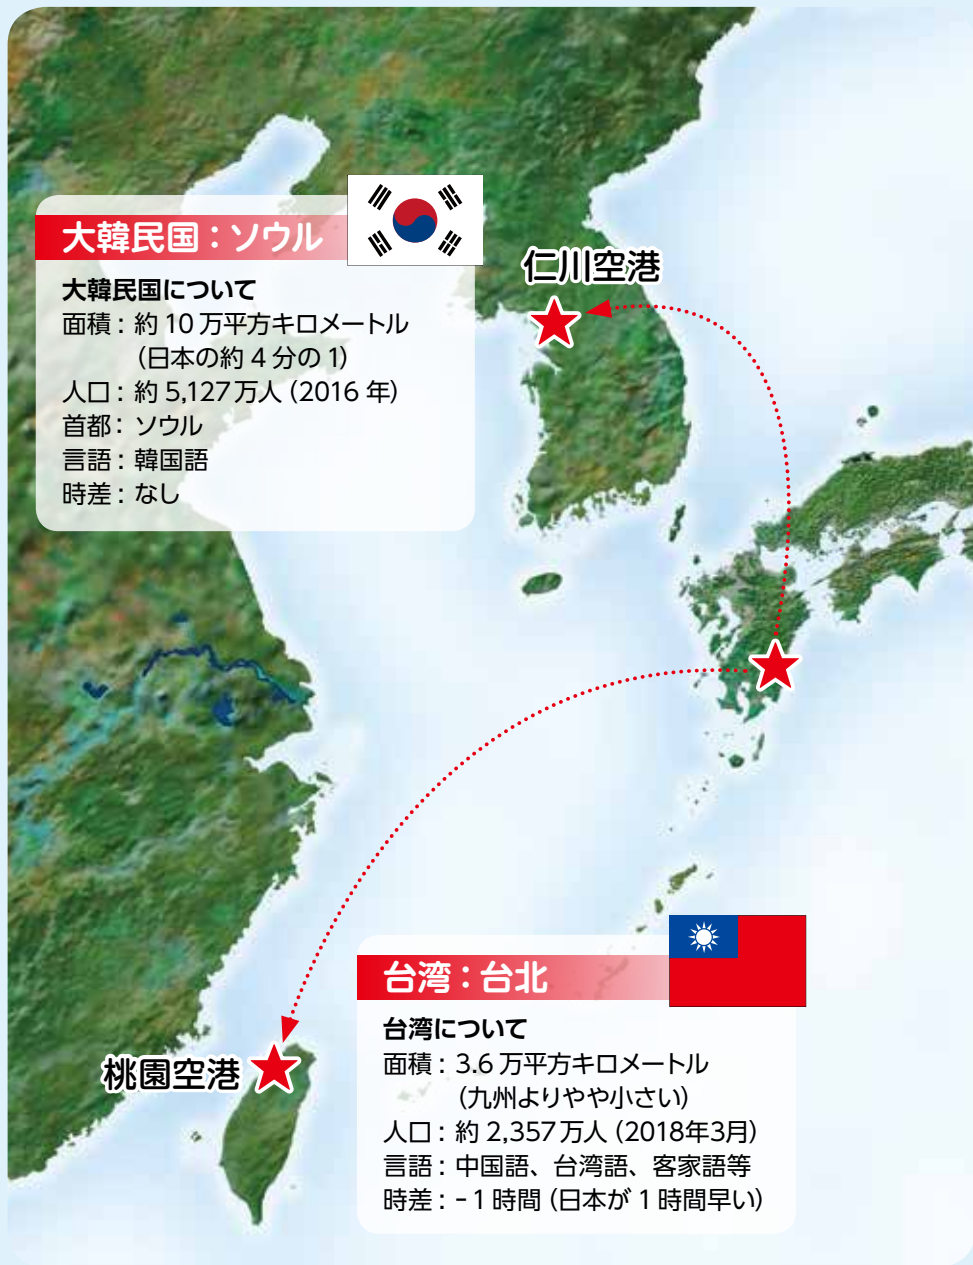 大韓民国：ソウル
大韓民国について
面積：約 10 万平方キロメートル
（日本の約 4 分の 1）
人口：約 5,127 万人（2016 年）
首都：ソウル
言語：韓国語
時差：なし
仁川空港
桃園空港
台湾：台北
台湾について
面積：3.6 万平方キロメートル
（九州よりやや小さい）
人口：約 2,357 万人（2018年3月）
言語：中国語、台湾語、客家語等
時差：- 1 時間（日本が 1 時間早い）